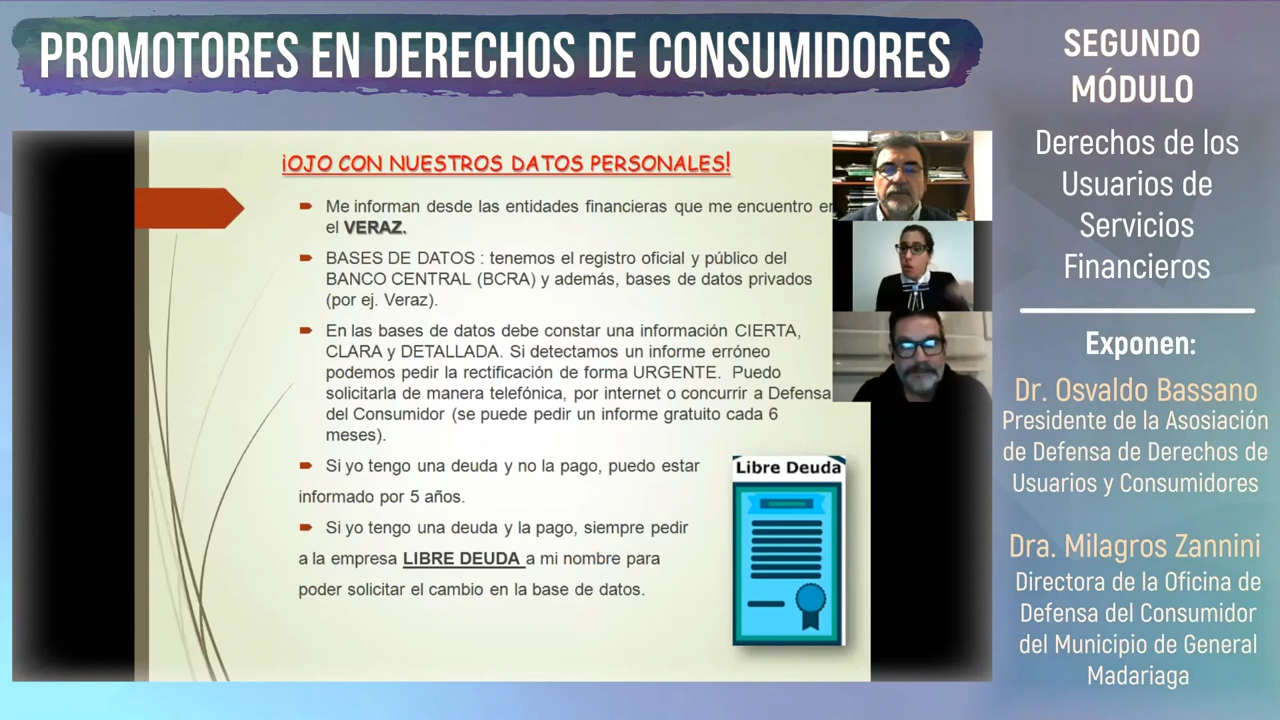 PROMOTORES EN DERECHOS DE CONSUMIDORES
¡OJO CON NUESTROS DATOS PERSONALES!
Me informan desde las entidades financieras que me encuentro en
el VERAZ.
BASES DE DATOS : tenemos el registro oficial y público del
BANCO CENTRAL (BCRA) y además, bases de datos privados
(por ej. Veraz).
En las bases de datos debe constar una información CIERTA,
CLARA y DETALLADA. Si detectamos un informe erróneo
podemos pedir la rectificación de forma URGENTE. Puedo
solicitarla de manera telefónica, por internet o concurrir a Defensa
del Consumidor (se puede pedir un informe gratuito cada 6
meses).
Si yo tengo una deuda y no la pago, puedo estar
informado por 5 años.
Si yo tengo una deuda y la pago, siempre pedir
a la empresa LIBRE DEUDA a mi nombre para
poder solicitar el cambio en la base de datos.
Libre Deuda
SEGUNDO
MÓDULO
Derechos de los
Usuarios de
Servicios
Financieros
Exponen:
Dr. Osvaldo Bassano
Presidente de la Asosiación
de Defensa de Derechos de
Usuarios y Consumidores
Dra. Milagros Zannini
Directora de la Oficina de
Defensa del Consumidor
del Municipio de General
Madariaga